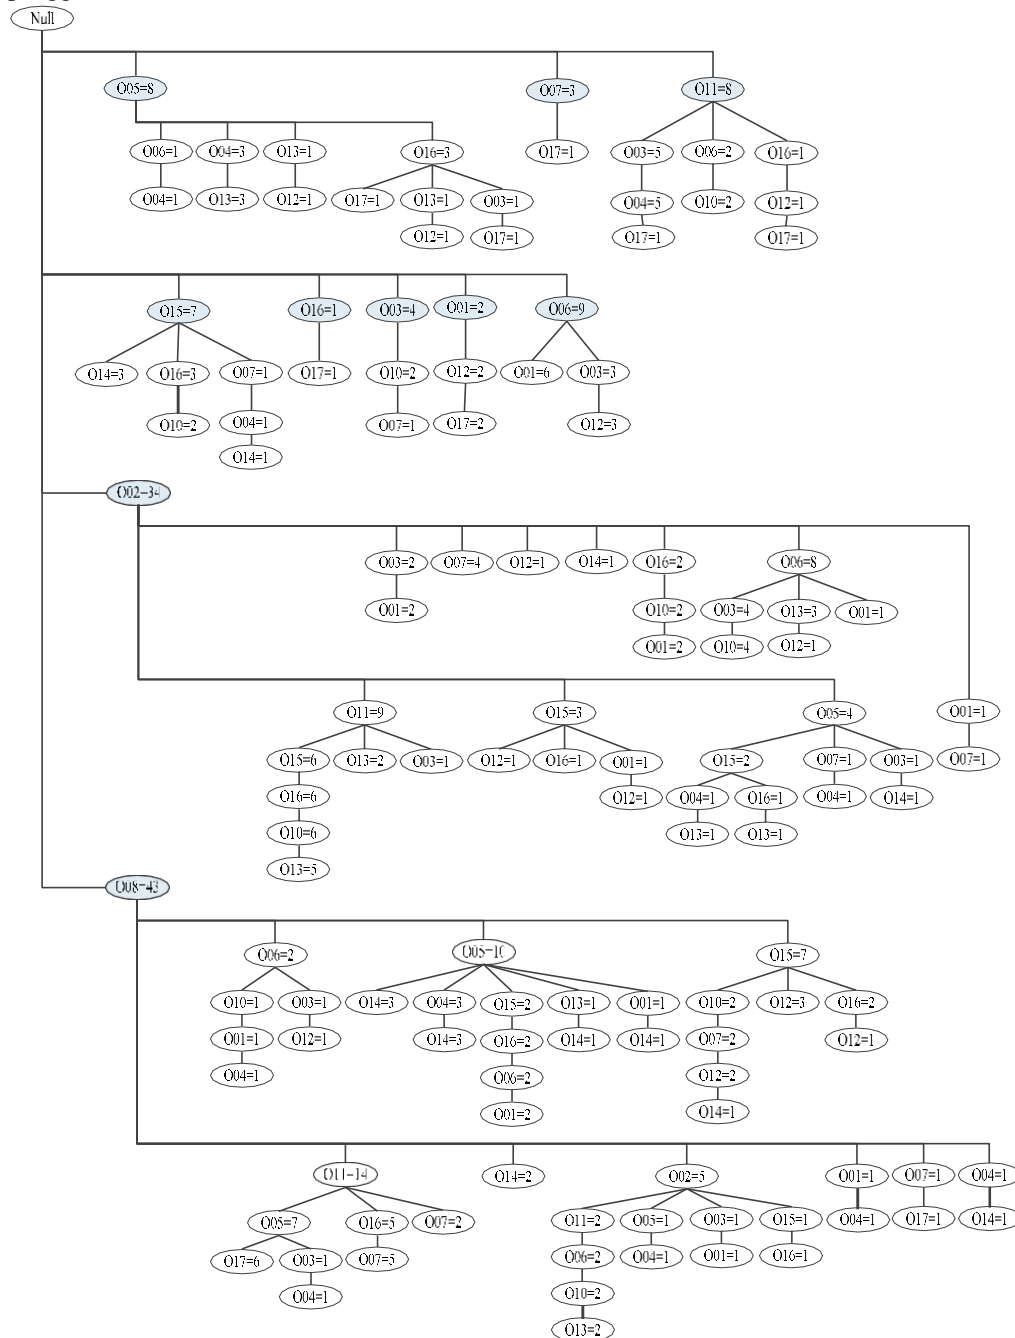 Null
O05=8 O07=3 O11=8
O06=1 O04=3 O13=1 O16=3 O17=1 O03=5 O06=2 O16=1
O04=1 O13=3 O12=1 O17=1 O13=1 O03=1 O04=5 O10=2 O12=1
O12=1 O17=1 O17=1 O17=1
O15=7 O16=1 O03=4 O01=2 O06=9
O14=3 O16=3 O07=1 O17=1 O10=2 O12=2 O01=6 O03=3
O10=2 O04=1 O07=1 O17=2 O12=3
O14=1
O02=34
O03=2 O07=4 O12=1 O14=1 O16=2 O06=8
O01=2 O10=2 O03=4 O13=3 O01=1
O01=2 O10=4 O12=1
O11=9 O15=3 O05=4 O01=1
O15=6 O13=2 O03=1 O12=1 O16=1 O01=1 O15=2 O07=1 O03=1 O07=1
O16=6 O12=1 O04=1 O16=1 O04=1 O14=1
O10=6 O13=1 O13=1
O13=5
O08=43
O06=2 O05=10 O15=7
O10=1 O03=1 O14=3 O04=3 O15=2 O13=1 O01=1 O10=2 O12=3 O16=2
O01=1 O12=1 O14=3 O16=2 O14=1 O14=1 O07=2 O12=1
O04=1 O06=2 O12=2
O01=2 O14=1
O11=14 O14=2 O02=5 O01=1 O07=1 O04=1
O05=7 O16=5 O07=2 O11=2 O05=1 O03=1 O15=1 O04=1 O17=1 O14=1
O17=6 O03=1 O07=5 O06=2 O04=1 O01=1 O16=1
O04=1 O10=2
O13=2